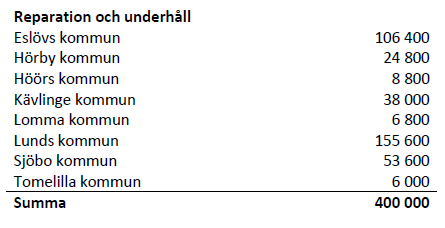 Reparation och underhåll
Eslövs kommun 106 400
Hörby kommun 24 800
Höörs kommun 8 800
Kävlinge kommun 38 000
Lomma kommun 6 800
Lunds kommun 155 600
Sjöbo kommun 53 600
Tomelilla kommun 6 000
Summa 400 000